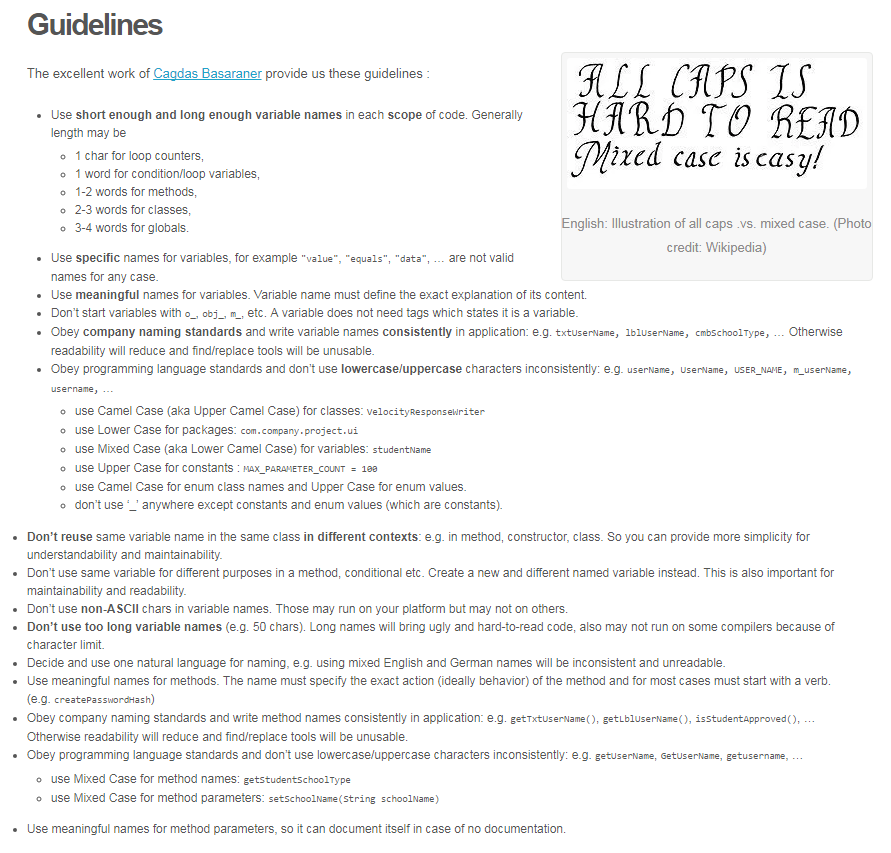 Guidelines
The excellent work of Cagdas Basaraner provide us these guidelines :
ALL CAPS IS
HARD TO READ
Mixed case is easy!
English: Illustration of all caps .vs. mixed case. (Photo
credit: Wikipedia)
• Use short enough and long enough variable names in each scope of code. Generally
length may be
◦ 1 char for loop counters,
◦ 1 word for condition/loop variables,
◦ 1-2 words for methods,
◦ 2-3 words for classes,
◦ 3-4 words for globals.
• Use specific names for variables, for example "value", "equals", "data", … are not valid
names for any case.
• Use meaningful names for variables. Variable name must define the exact explanation of its content.
• Don't start variables with o_, obj_, m_, etc. A variable does not need tags which states it is a variable.
• Obey company naming standards and write variable names consistently in application: e.g. txtUserName, lblUserName, cmbSchoolType, … Otherwise
readability will reduce and find/replace tools will be unusable.
• Obey programming language standards and don't use lowercase/uppercase characters inconsistently: e.g. userName, UserName, USER_NAME, m_userName,
username, …
◦ use Camel Case (aka Upper Camel Case) for classes: VelocityResponseWriter
◦ use Lower Case for packages: com.company.project.ui
◦ use Mixed Case (aka Lower Camel Case) for variables: studentName
◦ use Upper Case for constants : MAX_PARAMETER_COUNT = 100
◦ use Camel Case for enum class names and Upper Case for enum values.
◦ don't use '_' anywhere except constants and enum values (which are constants).
• Don't reuse same variable name in the same class in different contexts: e.g. in method, constructor, class. So you can provide more simplicity for
understandability and maintainability.
• Don't use same variable for different purposes in a method, conditional etc. Create a new and different named variable instead. This is also important for
maintainability and readability.
• Don't use non-ASCII chars in variable names. Those may run on your platform but may not on others.
• Don't use too long variable names (e.g. 50 chars). Long names will bring ugly and hard-to-read code, also may not run on some compilers because of
character limit.
• Decide and use one natural language for naming, e.g. using mixed English and German names will be inconsistent and unreadable.
• Use meaningful names for methods. The name must specify the exact action (ideally behavior) of the method and for most cases must start with a verb.
(e.g. createPasswordHash)
• Obey company naming standards and write method names consistently in application: e.g. getTxtUserName(), getLblUserName(), isStudentApproved(), …
Otherwise readability will reduce and find/replace tools will be unusable.
• Obey programming language standards and don't use lowercase/uppercase characters inconsistently: e.g. getUserName, GetUserName, getusername, …
◦ use Mixed Case for method names: getStudentSchoolType
◦ use Mixed Case for method parameters: setSchoolName(String schoolName)
• Use meaningful names for method parameters, so it can document itself in case of no documentation.